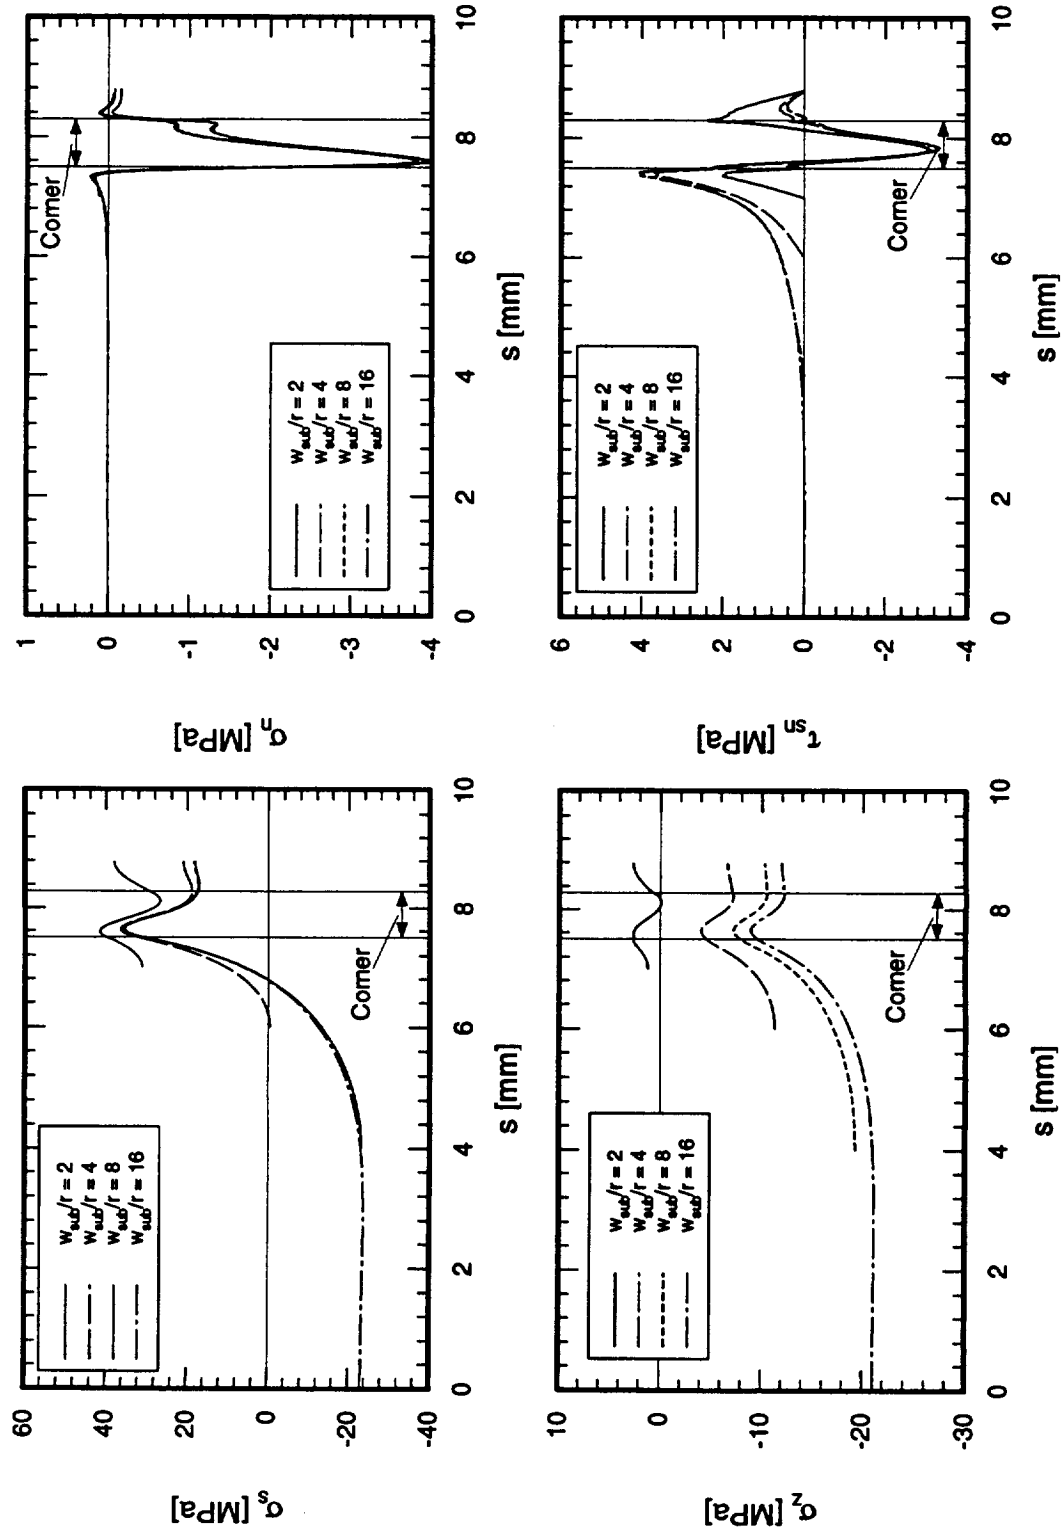 σs [MPa]
60
40
20
0
-20
-40
Wsub/r = 2
Wsub/r = 4
Wsub/r = 8
Wsub/r = 16
Corner
0 2 4 6 8 10
s [mm]
σn [MPa]
1
0
-1
-2
-3
-4
Wsub/r = 2
Wsub/r = 4
Wsub/r = 8
Wsub/r = 16
Corner
0 2 4 6 8 10
s [mm]
σz [MPa]
10
0
-10
-20
-30
Wsub/r = 2
Wsub/r = 4
Wsub/r = 8
Wsub/r = 16
Corner
0 2 4 6 8 10
s [mm]
τsn [MPa]
6
4
2
0
-2
-4
Wsub/r = 2
Wsub/r = 4
Wsub/r = 8
Wsub/r = 16
Corner
0 2 4 6 8 10
s [mm]